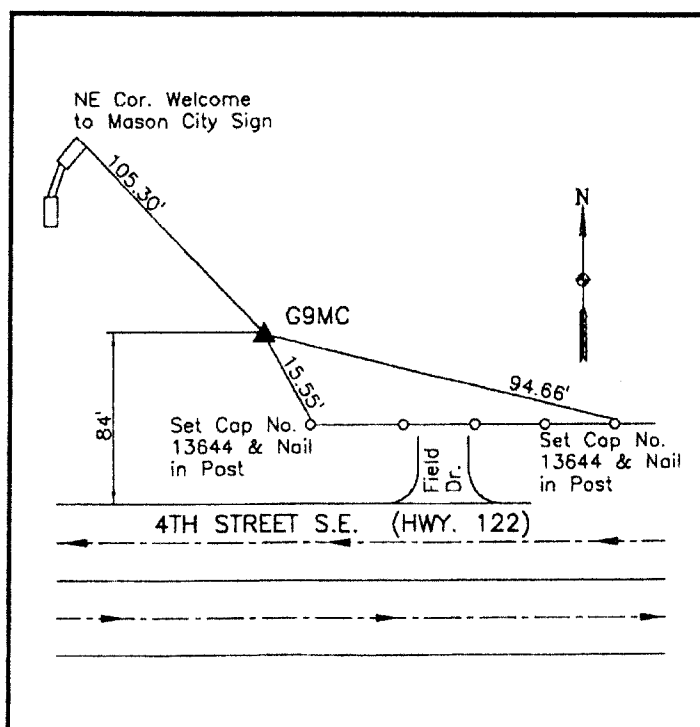 NE Cor. Welcome
to Mason City Sign
105.30'
N
G9MC
15.55'
94.66'
84'
Set Cap No.
13644 & Nail
in Post
Set Cap No.
13644 & Nail
in Post
Field
Dr.
4TH STREET S.E. (HWY. 122)